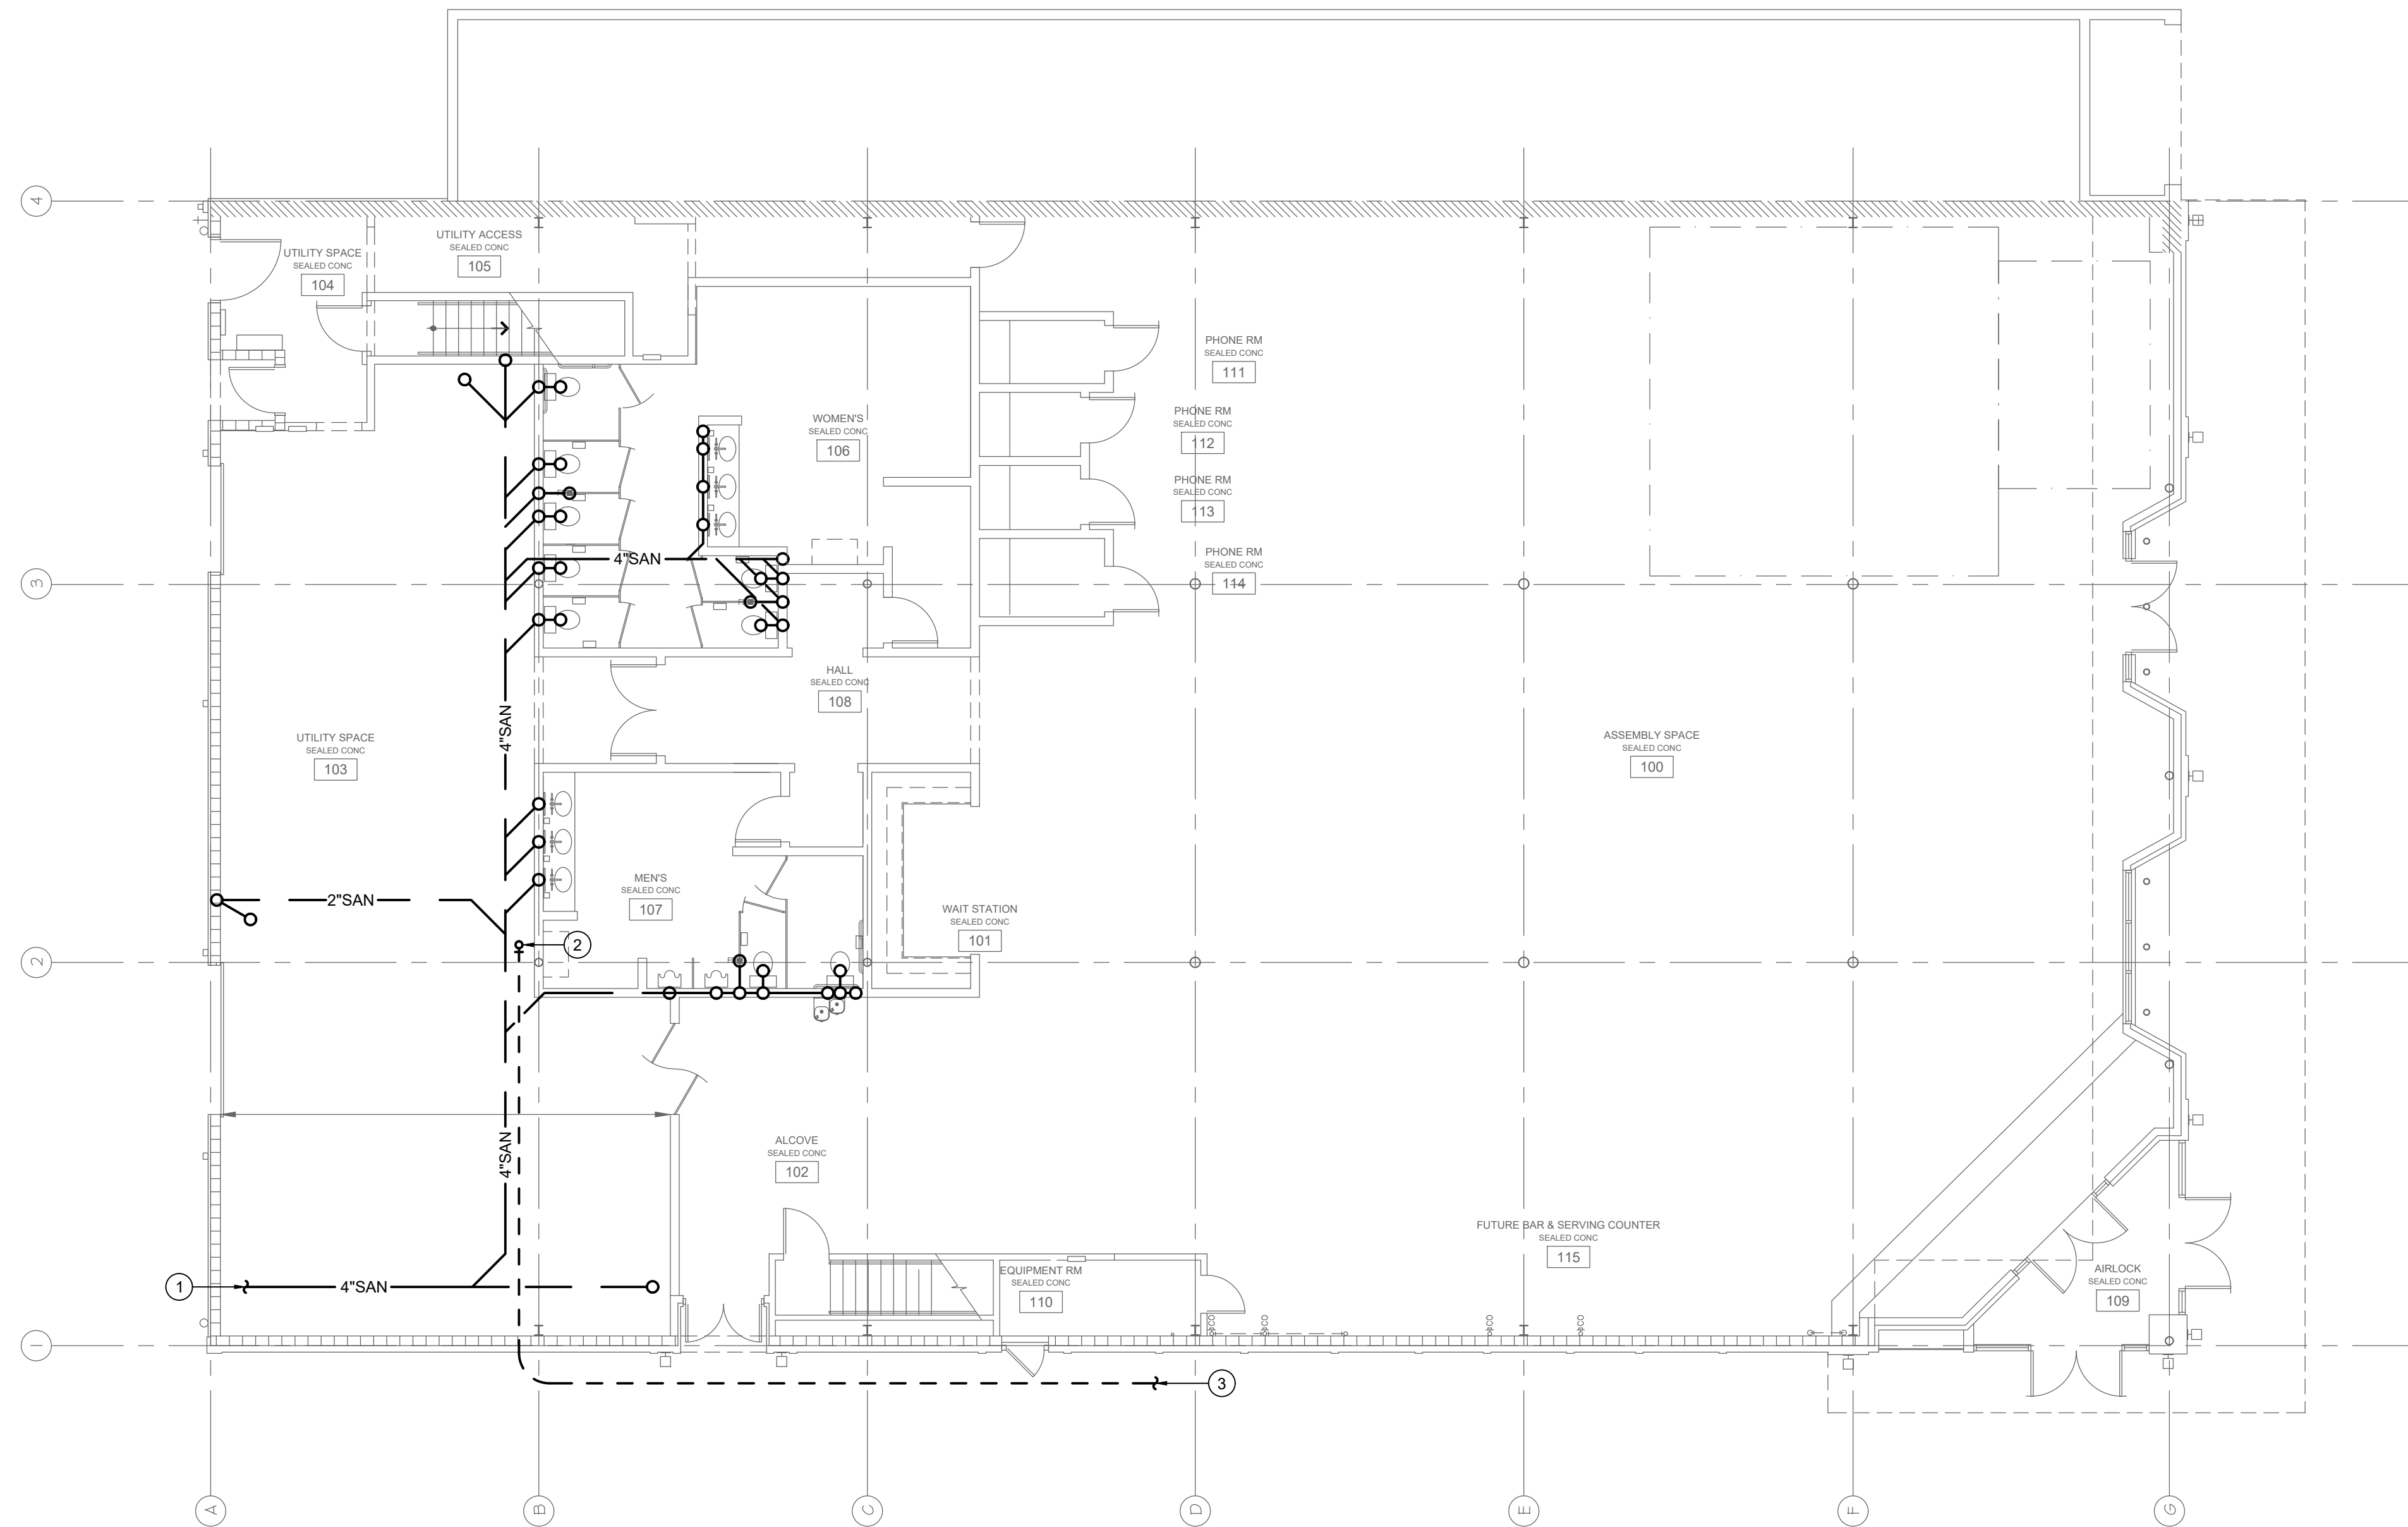 4
UTILITY ACCESS
SEALED CONC
105
UTILITY SPACE
SEALED CONC
104
PHONE RM
SEALED CONC
111
WOMEN'S
SEALED CONC
106
PHONE RM
SEALED CONC
112
PHONE RM
SEALED CONC
113
4"SAN
PHONE RM
SEALED CONC
114
3
HALL
SEALED CONC
108
4"SAN
UTILITY SPACE
SEALED CONC
103
ASSEMBLY SPACE
SEALED CONC
100
MEN'S
SEALED CONC
107
2"SAN
WAIT STATION
SEALED CONC
101
2
2
4"SAN
ALCOVE
SEALED CONC
102
FUTURE BAR & SERVING COUNTER
SEALED CONC
115
EQUIPMENT RM
SEALED CONC
110
AIRLOCK
SEALED CONC
109
1
4"SAN
CO
CO
CO
CO
1
3
A
B
C
D
E
F
G